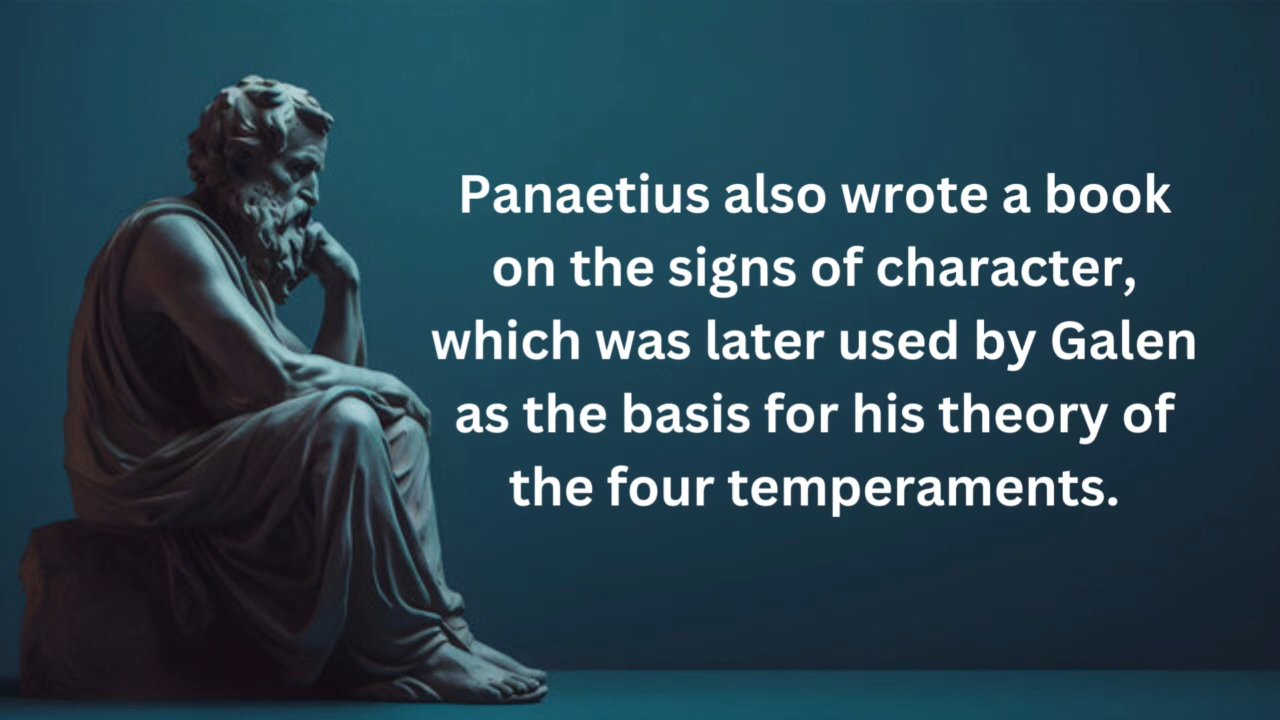 Panaetius also wrote a book
on the signs of character,
which was later used by Galen
as the basis for his theory of
the four temperaments.